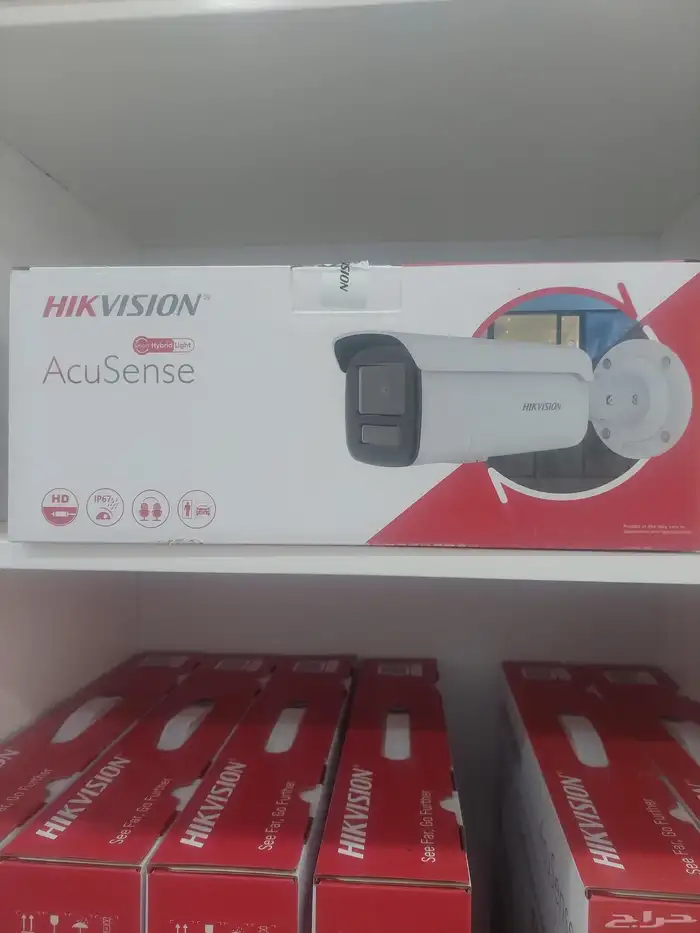 HIKVISION
Hybrid Light
AcuSense
HD
IP67
VISION
HIKVISION
HIKVISION
See Far, Go Further
HIKVISION
See Far, Go Further
HIKVISION
See Far, Go Further
HIKVISION
See Far, Go Further
حراج